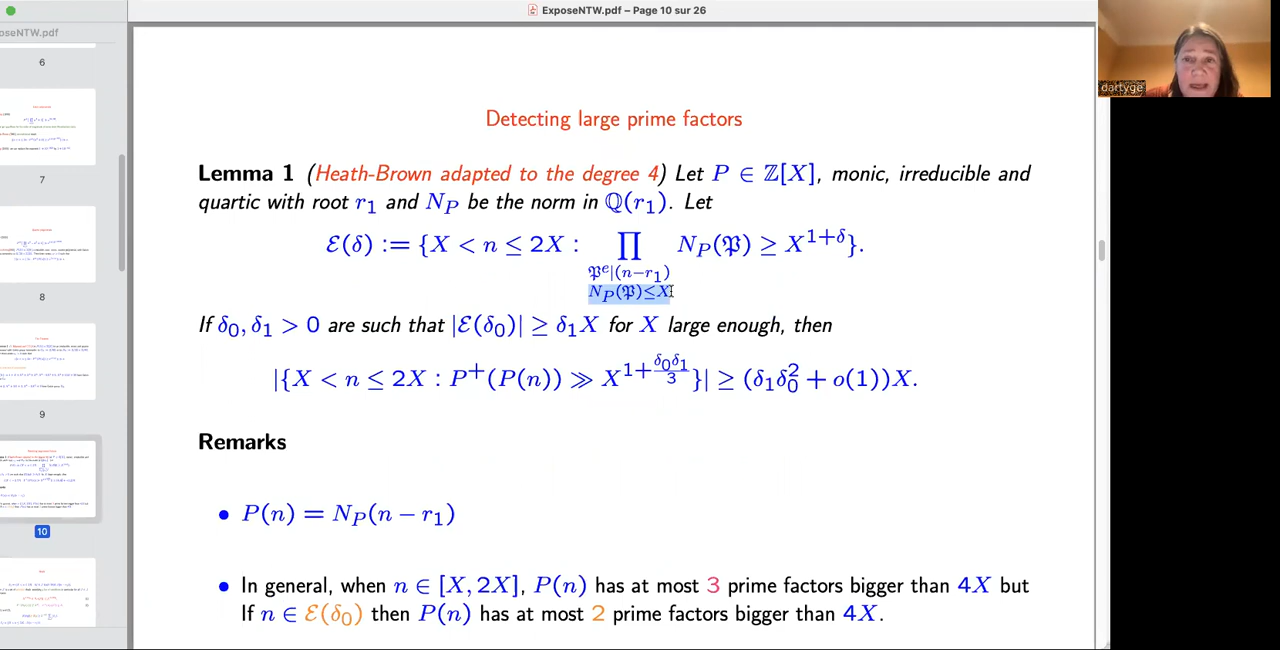 ExposeNTW.pdf – Page 10 sur 26
oseNTW.pdf
6
7
8
9
10
dartyge
Detecting large prime factors
Lemma 1 (Heath-Brown adapted to the degree 4) Let P ∈ ℤ[X], monic, irreducible and
quartic with root r₁ and N_P be the norm in ℚ(r₁). Let
ℰ(δ) := {X < n ≤ 2X : ∏ N_P(𝔓) ≥ X^{1+δ}}.
𝔓^e|(n−r₁)
N_P(𝔓)≤X
If δ₀, δ₁ > 0 are such that |ℰ(δ₀)| ≥ δ₁X for X large enough, then
|{X < n ≤ 2X : P⁺(P(n)) ≫ X^{1+δ₀δ₁/3}}| ≥ (δ₁δ₀² + o(1))X.
Remarks
• P(n) = N_P(n − r₁)
• In general, when n ∈ [X, 2X], P(n) has at most 3 prime factors bigger than 4X but
If n ∈ ℰ(δ₀) then P(n) has at most 2 prime factors bigger than 4X.